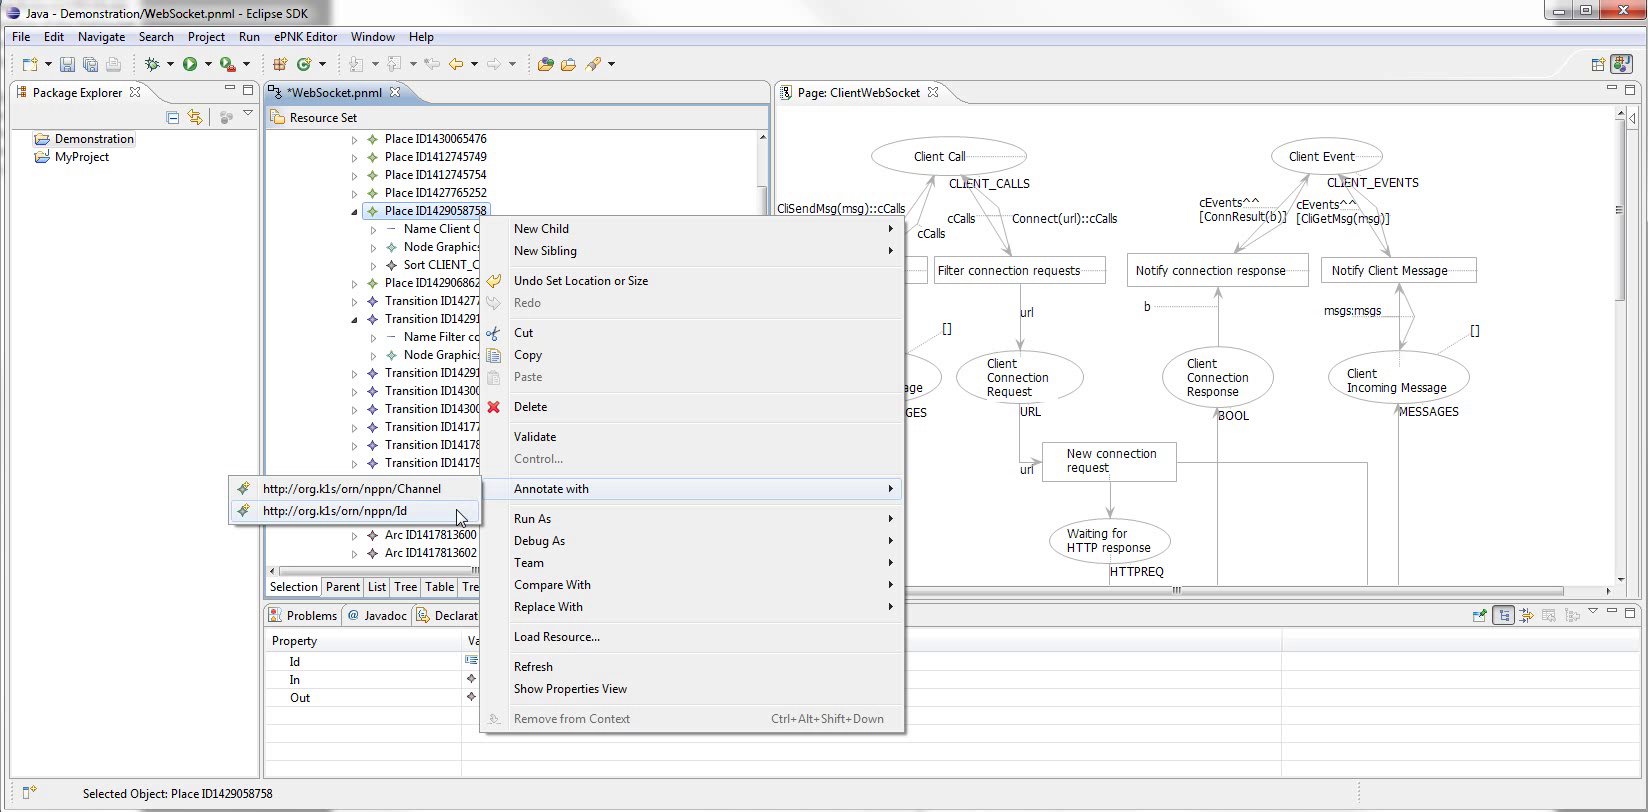 Java - Demonstration/WebSocket.pnml - Eclipse SDK
File Edit Navigate Search Project Run ePNK Editor Window Help
Package Explorer
Demonstration
MyProject
*WebSocket.pnml
Resource Set
Place ID1430065476
Place ID1412745749
Place ID1412745754
Place ID1427765252
Place ID1429058758
Name Client C
Node Graphics
Sort CLIENT_C
Place ID142906862
Transition ID14277
Transition ID14291
Name Filter co
Node Graphics
Transition ID14291
Transition ID14300
Transition ID14300
Transition ID14177
Transition ID14178
Transition ID14179
Arc ID1417813600
Arc ID1417813602
Selection Parent List Tree Table Tre
New Child
New Sibling
Undo Set Location or Size
Redo
Cut
Copy
Paste
Delete
Validate
Control...
Annotate with
http://org.k1s/orn/nppn/Channel
http://org.k1s/orn/nppn/Id
Run As
Debug As
Team
Compare With
Replace With
Load Resource...
Refresh
Show Properties View
Remove from Context Ctrl+Alt+Shift+Down
Page: ClientWebSocket
Client Call
CLIENT_CALLS
CliSendMsg(msg)::cCalls
cCalls
cCalls
Connect(url)::cCalls
Client Event
CLIENT_EVENTS
cEvents^^
[ConnResult(b)]
cEvents^^
[CliGetMsg(msg)]
Filter connection requests
Notify connection response
Notify Client Message
url
b
msgs:msgs
[]
[]
age
GES
Client
Connection
Request
URL
Client
Connection
Response
BOOL
Client
Incoming Message
MESSAGES
url
New connection
request
Waiting for
HTTP response
HTTPREQ
Problems @ Javadoc Declarat
Property Va
Id
In
Out
Selected Object: Place ID1429058758